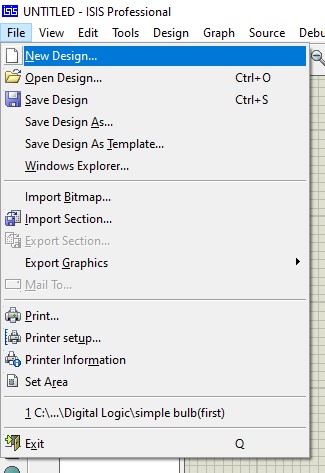 ISIS UNTITLED - ISIS Professional
File View Edit Tools Design Graph Source Debu
New Design...
Open Design... Ctrl+O
Save Design Ctrl+S
Save Design As...
Save Design As Template...
Windows Explorer...
Import Bitmap...
Import Section...
Export Section...
Export Graphics
Mail To...
Print...
Printer setup...
Printer Information
Set Area
1 C:\...\Digital Logic\simple bulb(first)
Exit Q